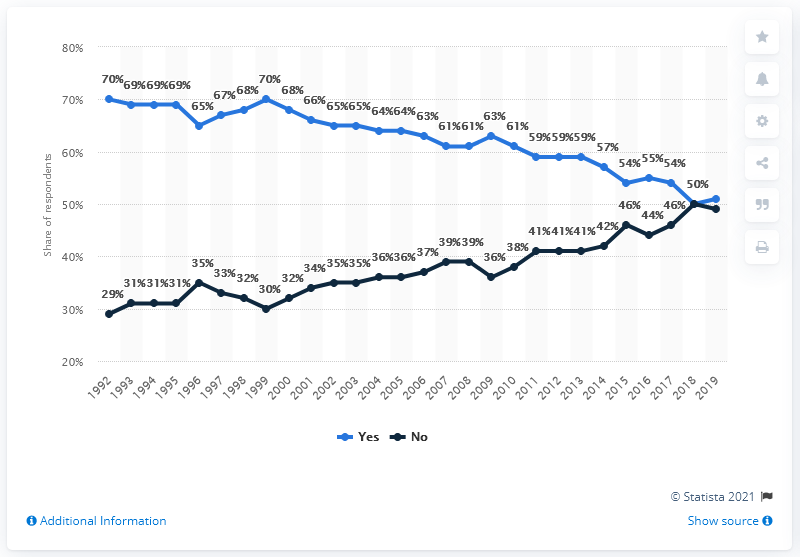 80%
70%
60%
50%
40%
30%
20%
Share of respondents
70% 69% 69% 69% 65% 67% 68% 70% 68% 66% 65% 65% 64% 64% 63% 61% 61% 63% 61% 59% 59% 59% 57% 54% 55% 54% 50%
29% 31% 31% 31% 35% 33% 32% 30% 32% 34% 35% 35% 36% 36% 37% 39% 39% 36% 38% 41% 41% 41% 42% 46% 44% 46%
1992 1993 1994 1995 1996 1997 1998 1999 2000 2001 2002 2003 2004 2005 2006 2007 2008 2009 2010 2011 2012 2013 2014 2015 2016 2017 2018 2019
Yes No
© Statista 2021
Additional Information
Show source